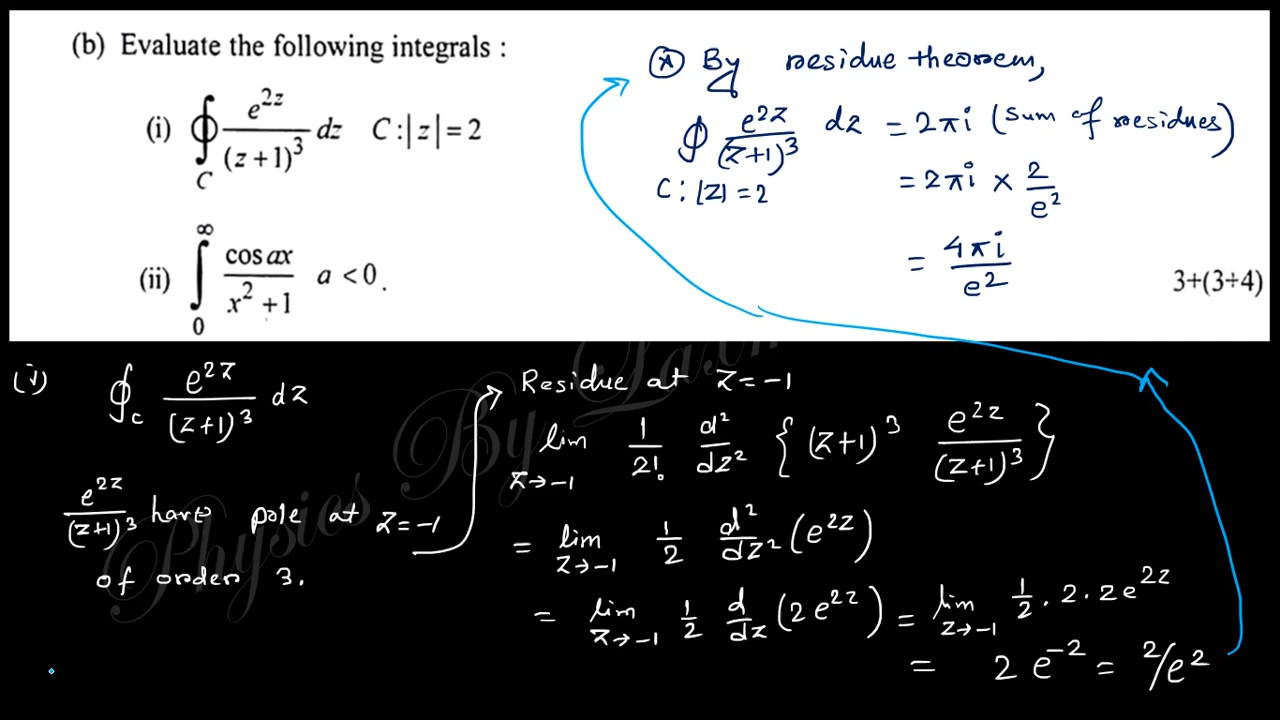 (b) Evaluate the following integrals :
(i) ∮_C e^{2z}/(z+1)^3 dz   C:|z|=2
(ii) ∫_0^∞ cos ax/(x^2+1)   a<0.
3+(3+4)
(*) By residue theorem,
∮ e^{2z}/(z+1)^3 dz = 2πi (sum of residues)
C:|z|=2   = 2πi × 2/e^2
= 4πi/e^2
(i) ∮_C e^{2z}/(z+1)^3 dz
e^{2z}/(z+1)^3 have pole at z=-1
of order 3.
Residue at z=-1
lim_{z→-1} 1/2! d^2/dz^2 {(z+1)^3 e^{2z}/(z+1)^3}
= lim_{z→-1} 1/2 d^2/dz^2 (e^{2z})
= lim_{z→-1} 1/2 d/dz (2e^{2z}) = lim_{z→-1} 1/2 . 2 . 2e^{2z}
= 2e^{-2} = 2/e^2
Physics By